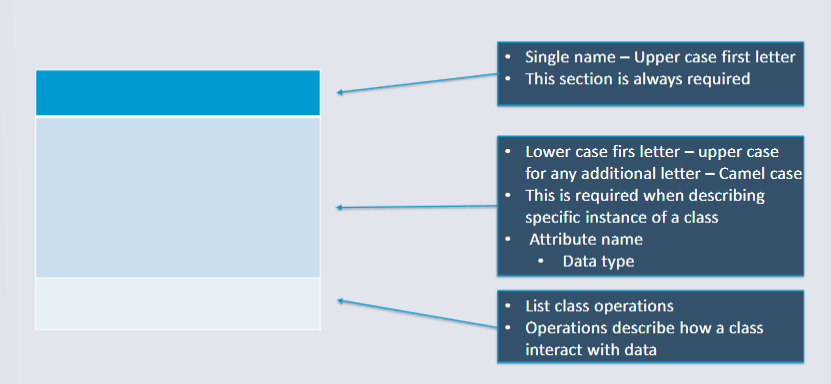 • Single name – Upper case first letter
• This section is always required
• Lower case firs letter – upper case
for any additional letter – Camel case
• This is required when describing
specific instance of a class
• Attribute name
• Data type
• List class operations
• Operations describe how a class
interact with data